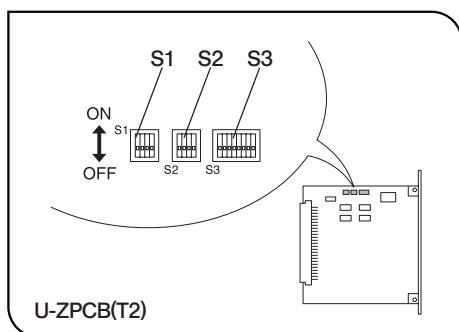 S1 S2 S3
ON
S1
OFF
S2 S3
U-ZPCB(T2)